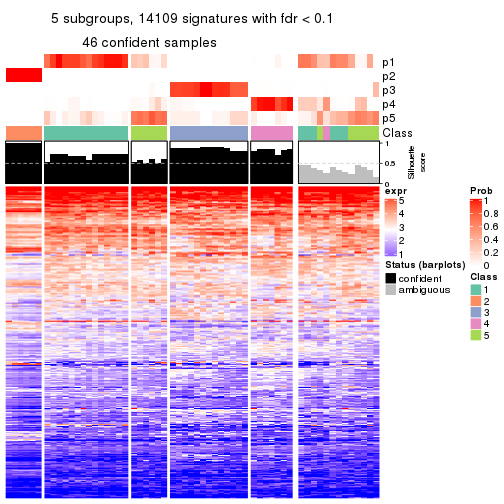 5 subgroups, 14109 signatures with fdr < 0.1
46 confident samples
p1
p2
p3
p4
p5
Class
1
0.5
0
Silhouette
score
expr
5
4
3
2
1
Status (barplots)
confident
ambiguous
Prob
1
0.8
0.6
0.4
0.2
0
Class
1
2
3
4
5